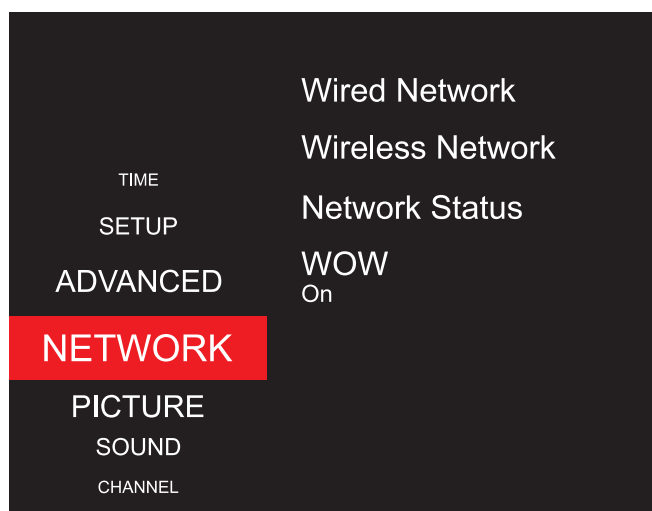 TIME
SETUP
ADVANCED
NETWORK
PICTURE
SOUND
CHANNEL
Wired Network
Wireless Network
Network Status
WOW
On